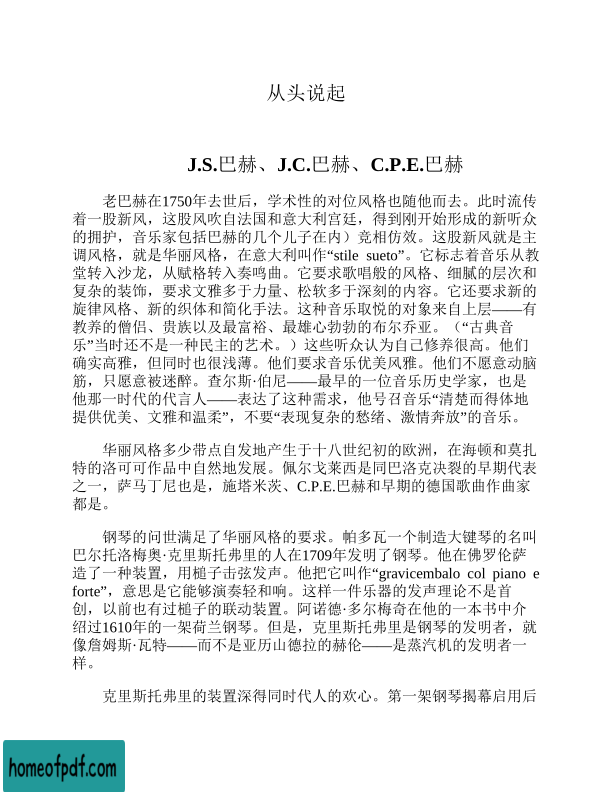 从头说起
J.S.巴赫、J.C.巴赫、C.P.E.巴赫
老巴赫在1750年去世后，学术性的对位风格也随他而去。此时流传
着一股新风，这股风吹自法国和意大利宫廷，得到刚开始形成的新听众
的拥护，音乐家包括巴赫的几个儿子在内）竞相仿效。这股新风就是主
调风格，就是华丽风格，在意大利叫作“stile sueto”。它标志着音乐从教
堂转入沙龙，从赋格转入奏鸣曲。它要求歌唱般的风格、细腻的层次和
复杂的装饰，要求文雅多于力量、松软多于深刻的内容。它还要求新的
旋律风格、新的织体和简化手法。这种音乐取悦的对象来自上层——有
教养的僧侣、贵族以及最富裕、最雄心勃勃的布尔乔亚。（“古典音
乐”当时还不是一种民主的艺术。）这些听众认为自己修养很高。他们
确实高雅，但同时也很浅薄。他们要求音乐优美风雅。他们不愿意动脑
筋，只愿意被迷醉。查尔斯·伯尼——最早的一位音乐历史学家，也是
他那一时代的代言人——表达了这种需求，他号召音乐“清楚而得体地
提供优美、文雅和温柔”，不要“表现复杂的愁绪、激情奔放”的音乐。
华丽风格多少带点自发地产生于十八世纪初的欧洲，在海顿和莫扎
特的洛可可作品中自然地发展。佩尔戈莱西是同巴洛克决裂的早期代表
之一，萨马丁尼也是，施塔米茨、C.P.E.巴赫和早期的德国歌曲作曲家
都是。
钢琴的问世满足了华丽风格的要求。帕多瓦一个制造大键琴的名叫
巴尔托洛梅奥·克里斯托弗里的人在1709年发明了钢琴。他在佛罗伦萨
造了一种装置，用槌子击弦发声。他把它叫作“gravicembalo col piano e
forte”，意思是它能够演奏轻和响。这样一件乐器的发声理论不是首
创，以前也有过槌子的联动装置。阿诺德·多尔梅奇在他的一本书中介
绍过1610年的一架荷兰钢琴。但是，克里斯托弗里是钢琴的发明者，就
像詹姆斯·瓦特——而不是亚历山德拉的赫伦——是蒸汽机的发明者一
样。
克里斯托弗里的装置深得同时代人的欢心。第一架钢琴揭幕启用后
homeofpdf.com